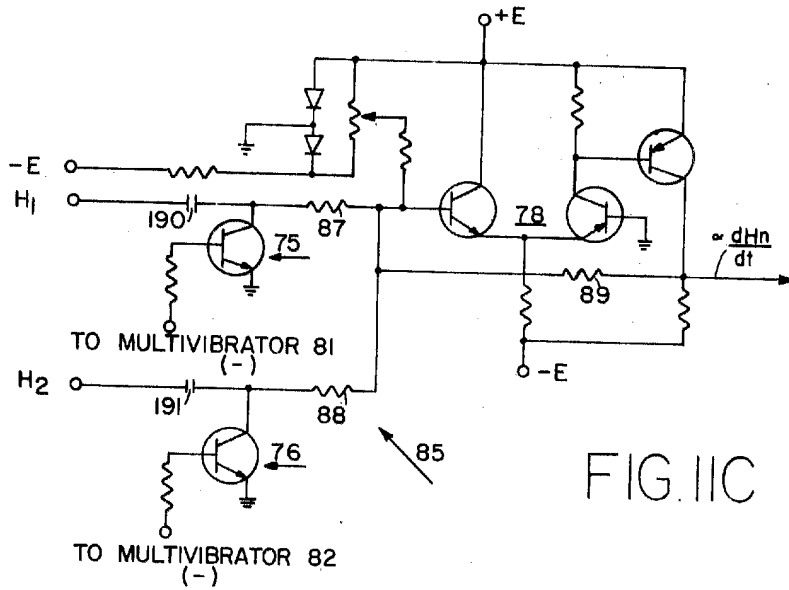 +E
-E
H1
190
87
75
78
∝ dHn
dt
89
TO MULTIVIBRATOR 81
(-)
-E
H2
191
88
85
76
FIG.11C
TO MULTIVIBRATOR 82
(-)